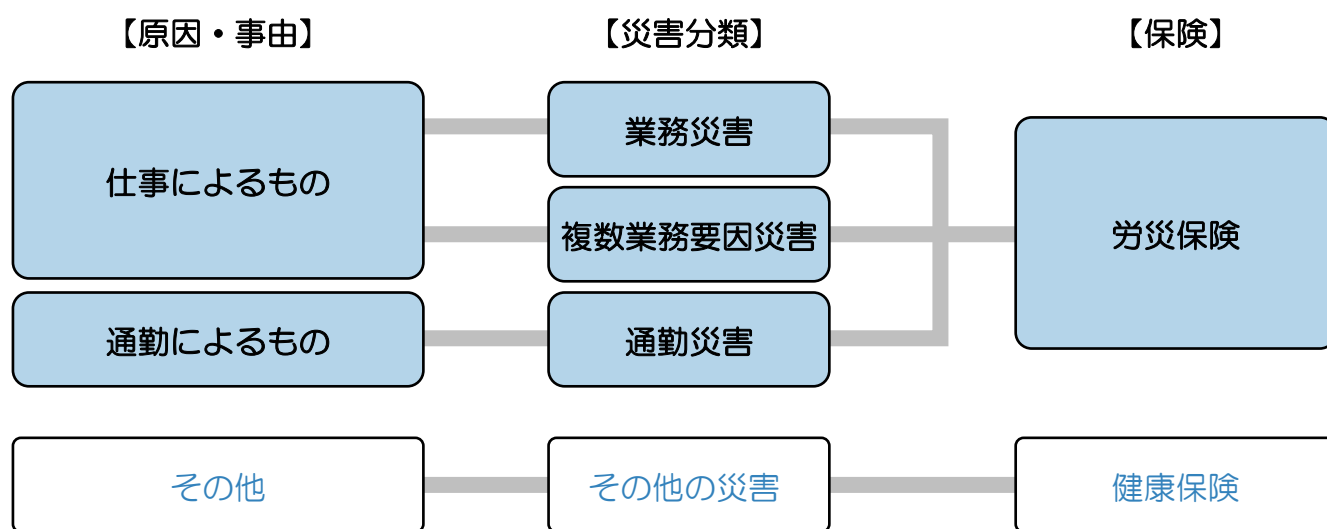 【原因・事由】
【災害分類】
【保険】
仕事によるもの
業務災害
複数業務要因災害
労災保険
通勤によるもの
通勤災害
その他
その他の災害
健康保険